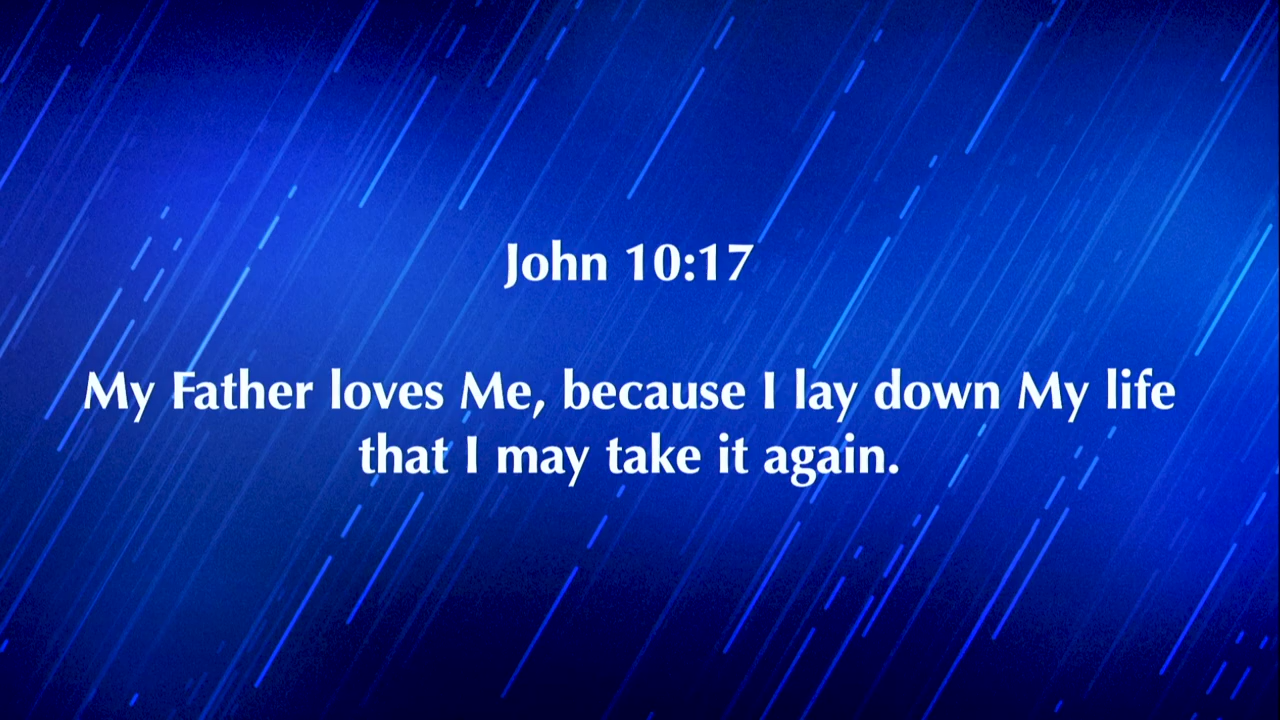 John 10:17
My Father loves Me, because I lay down My life
that I may take it again.